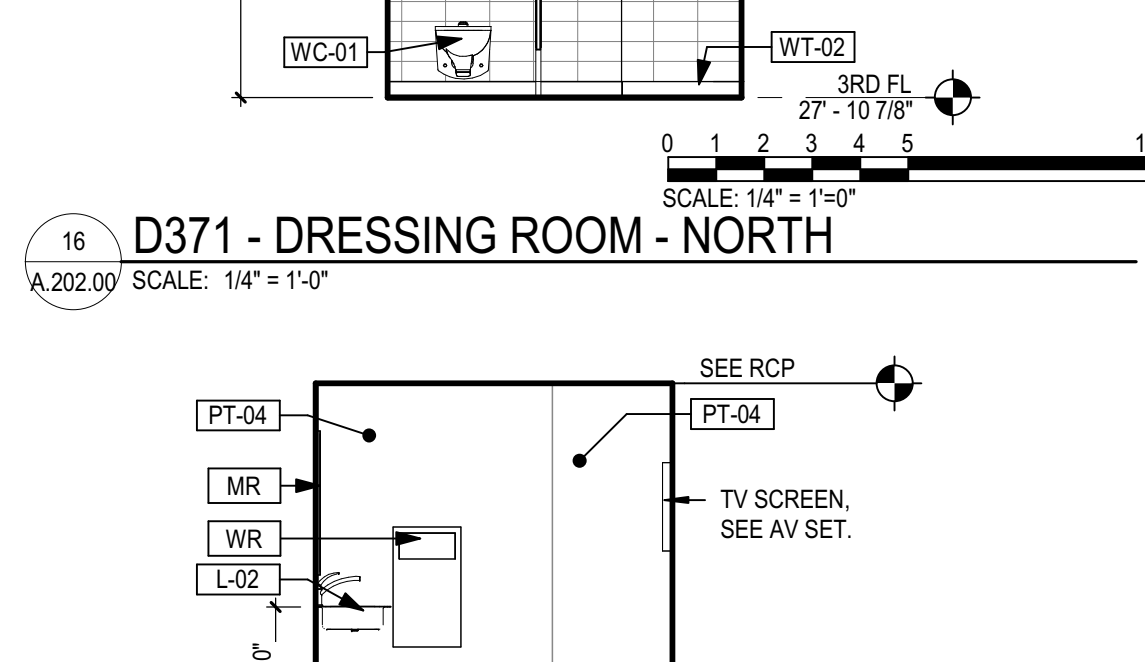 WC-01
WT-02
3RD FL
27' - 10 7/8"
0 1 2 3 4 5 1
SCALE: 1/4" = 1'=0"
16
A.202.00
D371 - DRESSING ROOM - NORTH
SCALE: 1/4" = 1'-0"
SEE RCP
PT-04
PT-04
MR
TV SCREEN,
SEE AV SET.
WR
L-02
0"